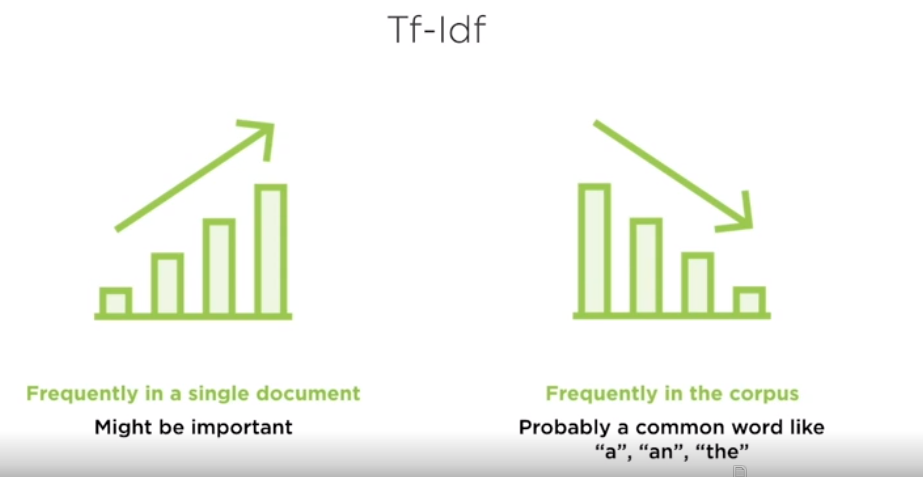 Tf-Idf
Frequently in a single document
Might be important
Frequently in the corpus
Probably a common word like
“a”, “an”, “the”